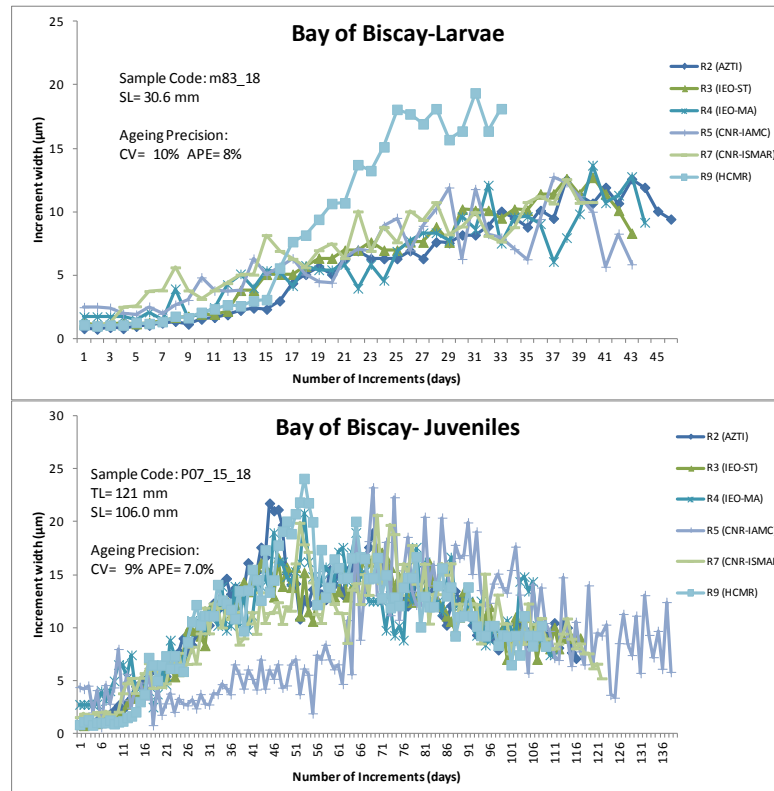 Bay of Biscay-Larvae
Sample Code: m83_18
SL= 30.6 mm
Ageing Precision:
CV= 10% APE= 8%
R2 (AZTI)
R3 (IEO-ST)
R4 (IEO-MA)
R5 (CNR-IAMC)
R7 (CNR-ISMAR)
R9 (HCMR)
Increment width (µm)
25
20
15
10
5
0
1 3 5 7 9 11 13 15 17 19 21 23 25 27 29 31 33 35 37 39 41 43 45
Number of Increments (days)
Bay of Biscay- Juveniles
Sample Code: P07_15_18
TL= 121 mm
SL= 106.0 mm
Ageing Precision:
CV= 9% APE= 7.0%
R2 (AZTI)
R3 (IEO-ST)
R4 (IEO-MA)
R5 (CNR-IAMC)
R7 (CNR-ISMAR)
R9 (HCMR)
Increment width (µm)
30
25
20
15
10
5
0
1 6 11 16 21 26 31 36 41 46 51 56 61 66 71 76 81 86 91 96 101 106 111 116 121 126 131 136
Number of Increments (days)